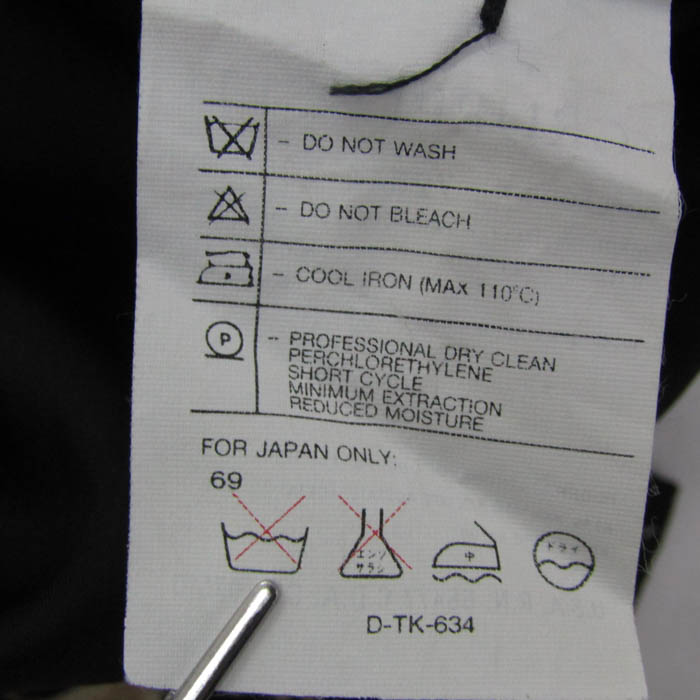 - DO NOT WASH
- DO NOT BLEACH
- COOL IRON (MAX 110°C)
P
- PROFESSIONAL DRY CLEAN
PERCHLORETHYLENE
SHORT CYCLE
MINIMUM EXTRACTION
REDUCED MOISTURE
FOR JAPAN ONLY:
69
エンソ
サラシ
中
ドライ
D-TK-634